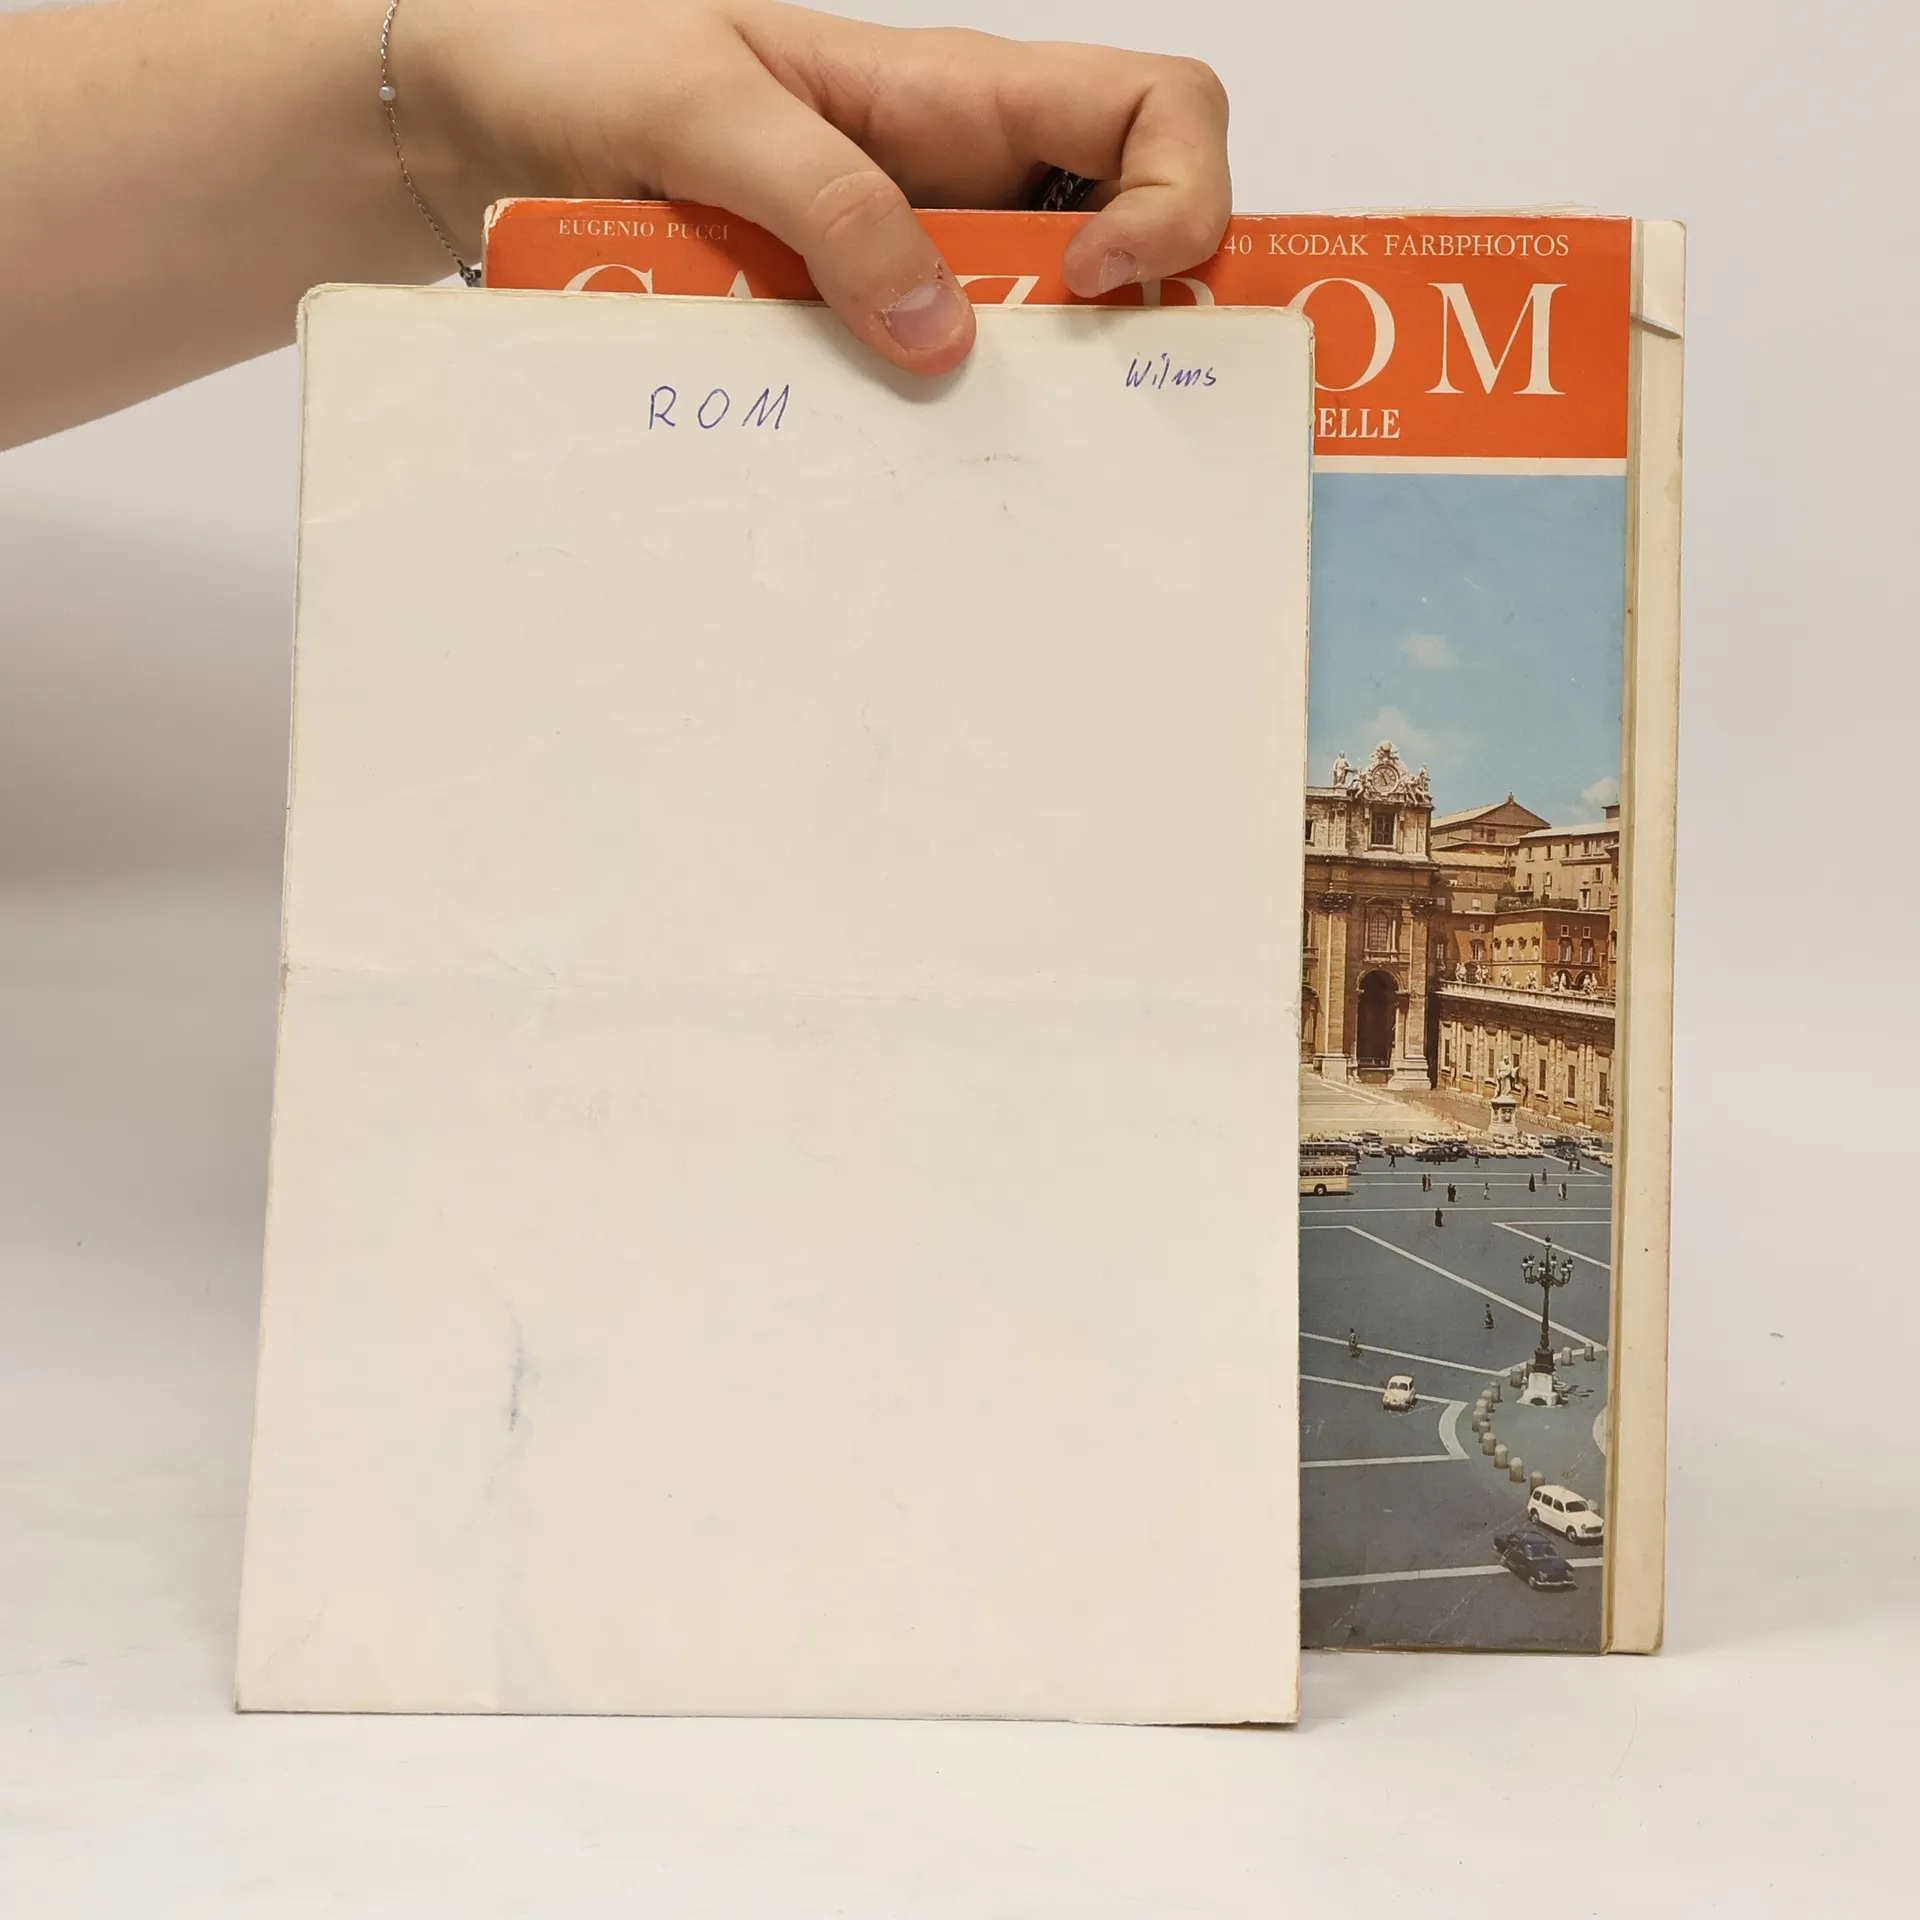 EUGENIO PUCCI
40 KODAK FARBPHOTOS
ROM
ELLE
ROM
Wilms